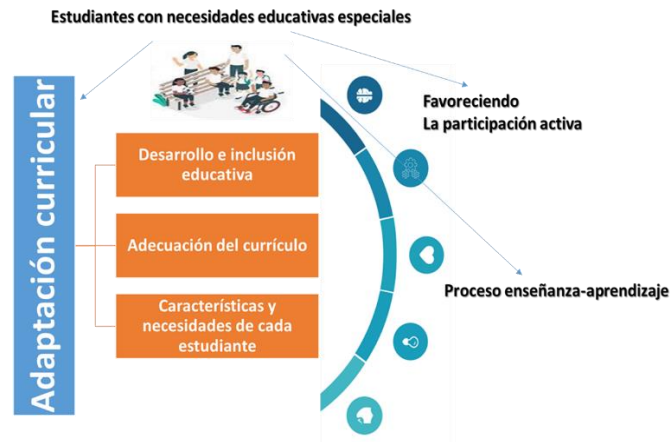 Estudiantes con necesidades educativas especiales
Adaptación curricular
Desarrollo e inclusión
educativa
Adecuación del currículo
Características y
necesidades de cada
estudiante
Favoreciendo
La participación activa
Proceso enseñanza-aprendizaje